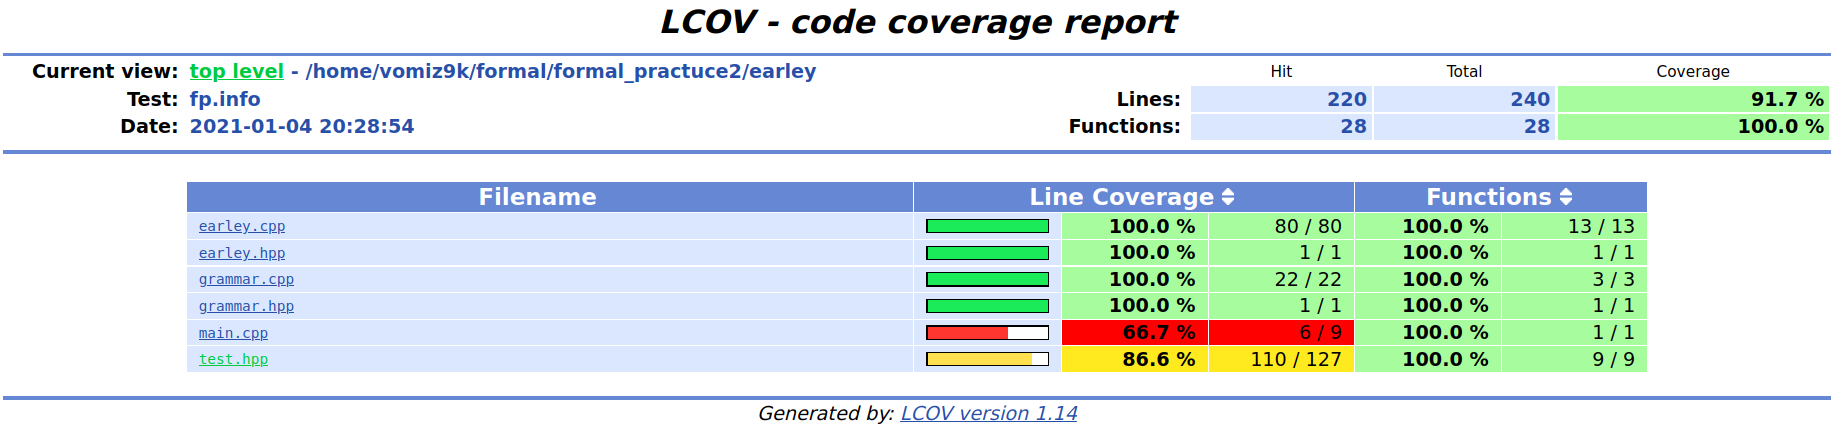 LCOV - code coverage report
Current view: top level - /home/vomiz9k/formal/formal_practuce2/earley Hit Total Coverage
Test: fp.info Lines: 220 240 91.7 %
Date: 2021-01-04 20:28:54 Functions: 28 28 100.0 %
Filename Line Coverage Functions
earley.cpp 100.0 % 80 / 80 100.0 % 13 / 13
earley.hpp 100.0 % 1 / 1 100.0 % 1 / 1
grammar.cpp 100.0 % 22 / 22 100.0 % 3 / 3
grammar.hpp 100.0 % 1 / 1 100.0 % 1 / 1
main.cpp 66.7 % 6 / 9 100.0 % 1 / 1
test.hpp 86.6 % 110 / 127 100.0 % 9 / 9
Generated by: LCOV version 1.14